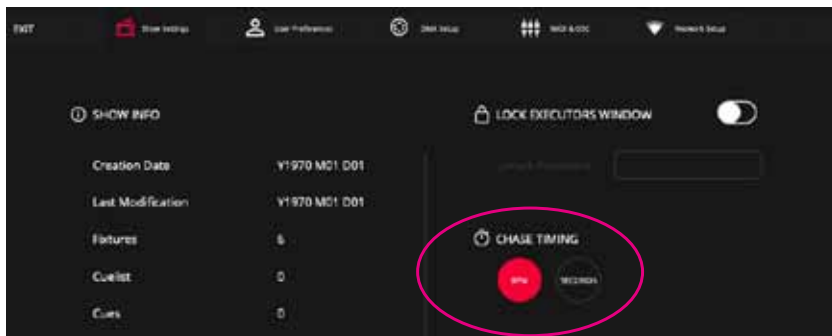 EXIT Show Settings User Preferences DMX Setup MIDI & OSC Network Setup
SHOW INFO
LOCK EXECUTORS WINDOW
Creation Date Y1970 M01 D01
Last Modification Y1970 M01 D01
Fixtures 6
CHASE TIMING
Cuelist 0
BPM SECONDS
Cues 0